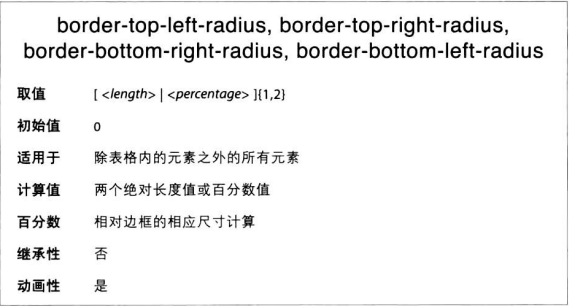 border-top-left-radius, border-top-right-radius,
border-bottom-right-radius, border-bottom-left-radius
取值 [ <length> | <percentage> ]{1,2}
初始值 0
适用于 除表格内的元素之外的所有元素
计算值 两个绝对长度值或百分数值
百分数 相对边框的相应尺寸计算
继承性 否
动画性 是